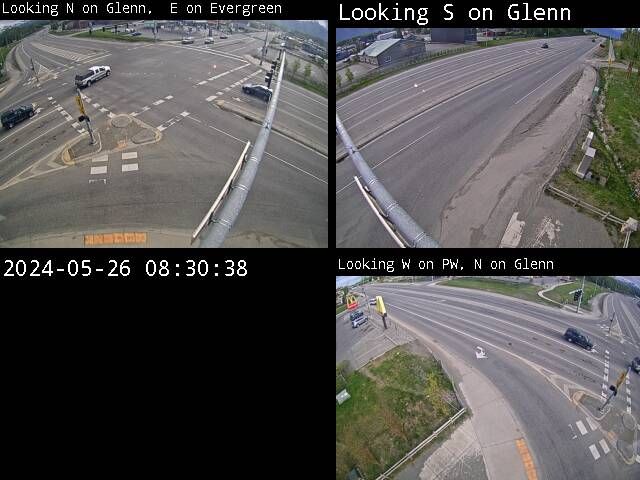 Looking N on Glenn,  E on Evergreen
Looking S on Glenn
2024-05-26 08:30:38
Looking W on PW, N on Glenn